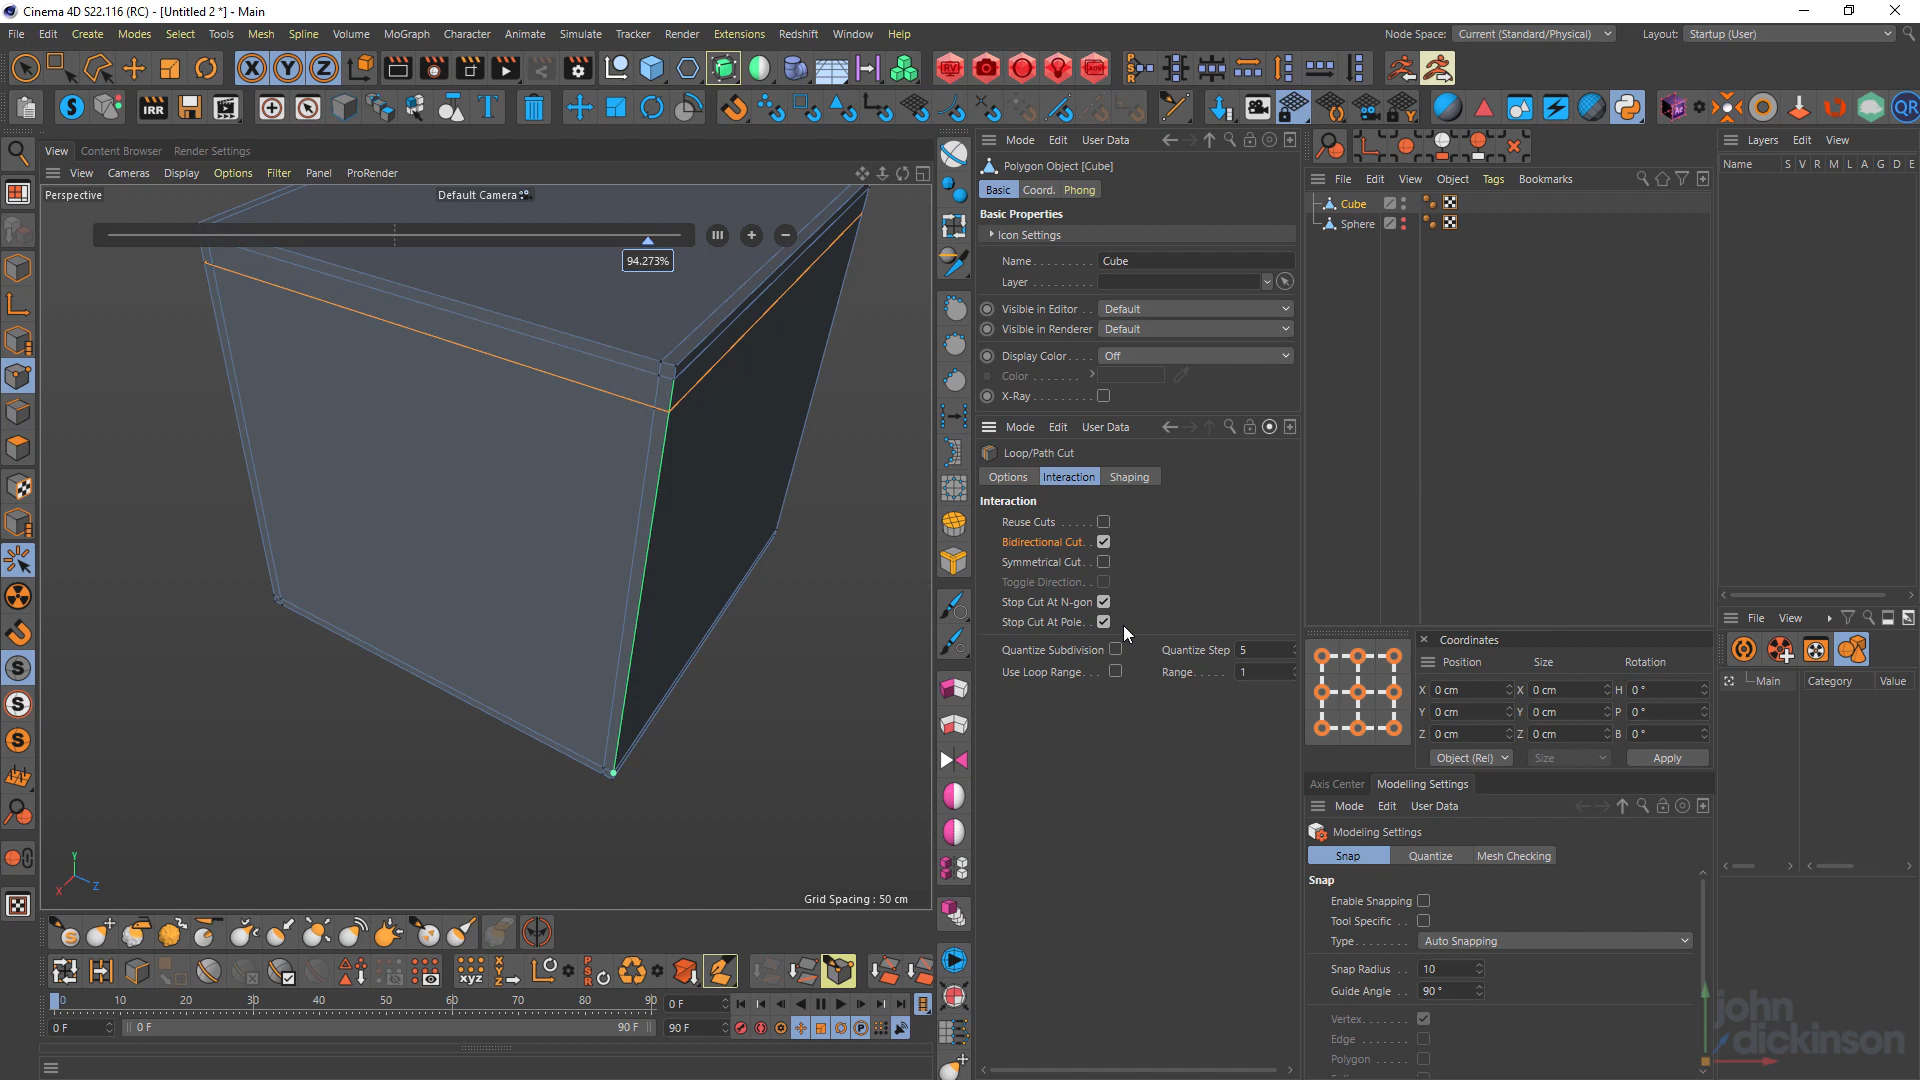 Cinema 4D S22.116 (RC) - [Untitled 2 *] - Main
File Edit Create Modes Select Tools Mesh Spline Volume MoGraph Character Animate Simulate Tracker Render Extensions Redshift Window Help
Node Space: Current (Standard/Physical) Layout: Startup (User)
RV AOV
PSR
S IRR T QR
View Content Browser Render Settings
View Cameras Display Options Filter Panel ProRender
Perspective Default Camera
94.273%
Grid Spacing : 50 cm
Y
X Z
Mode Edit User Data
Polygon Object [Cube]
Basic Coord. Phong
Basic Properties
Icon Settings
Name . . . . . . . . . Cube
Layer . . . . . . . . .
Visible in Editor . . Default
Visible in Renderer Default
Display Color . . . . Off
Color . . . . . . .
X-Ray . . . . . . . . .
Mode Edit User Data
Loop/Path Cut
Options Interaction Shaping
Interaction
Reuse Cuts . . . . .
Bidirectional Cut. .
Symmetrical Cut. .
Toggle Direction. .
Stop Cut At N-gon
Stop Cut At Pole. .
Quantize Subdivision Quantize Step 5
Use Loop Range. . . Range. . . . . 1
File Edit View Object Tags Bookmarks
Cube
Sphere
Layers Edit View
Name S V R M L A G D E
File View
Main Category Value
Coordinates
Position Size Rotation
X 0 cm X 0 cm H 0 °
Y 0 cm Y 0 cm P 0 °
Z 0 cm Z 0 cm B 0 °
Object (Rel) Size Apply
Axis Center Modelling Settings
Mode Edit User Data
Modeling Settings
Snap Quantize Mesh Checking
Snap
Enable Snapping
Tool Specific . .
Type. . . . . . . . Auto Snapping
Snap Radius . . 10
Guide Angle . . 90 °
Vertex. . . . . . .
Edge . . . . . . .
Polygon . . . . .
john
dickinson
XYZ
0 10 20 30 40 50 60 70 80 90 0 F
0 F 0 F 90 F 90 F